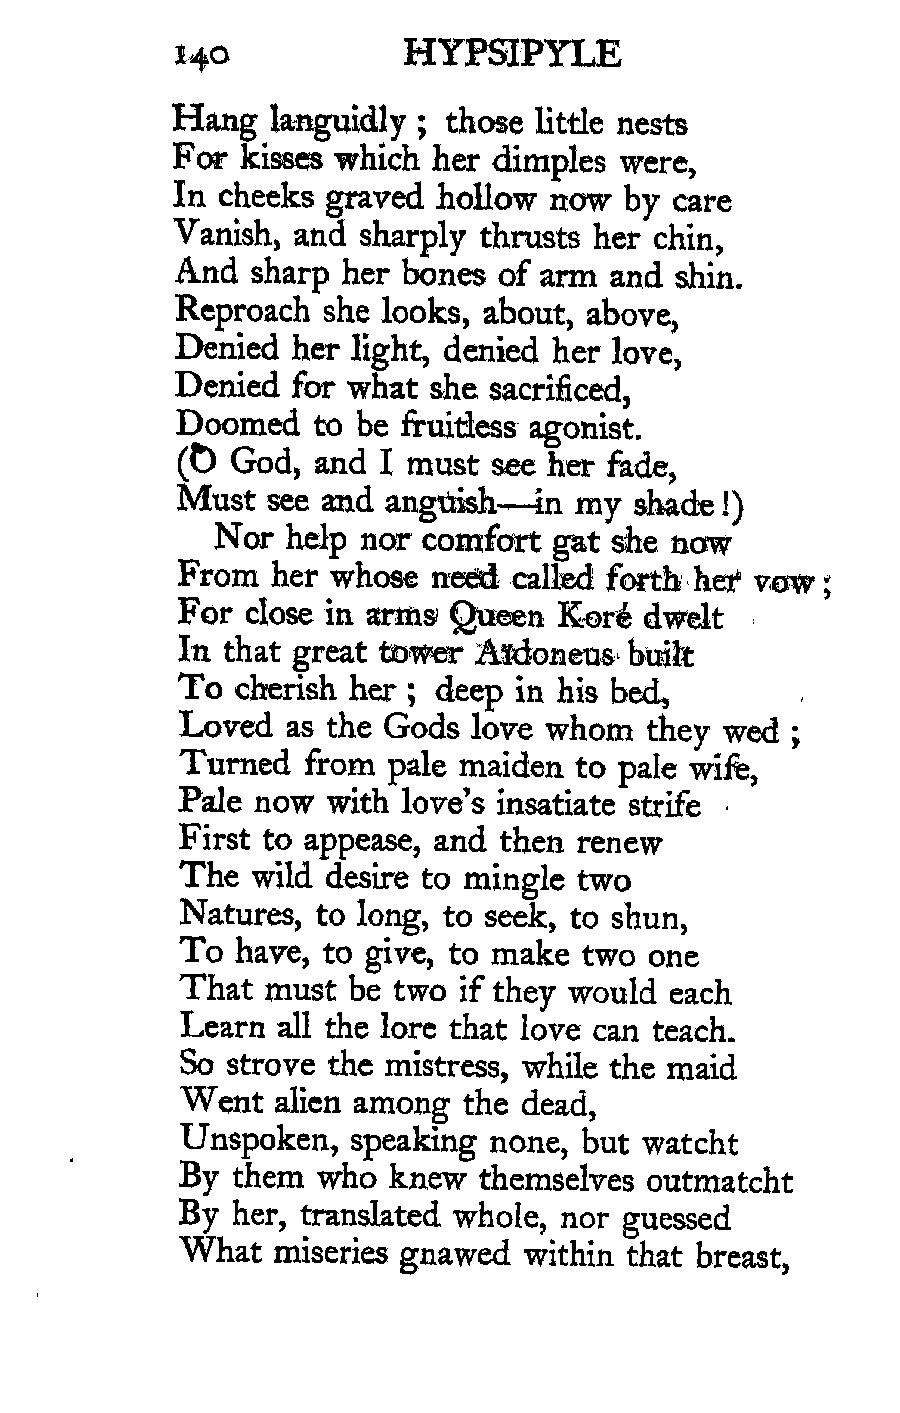 140 HYPSIPYLE
Hang languidly ; those little nests
For kisses which her dimples were,
In cheeks graved hollow now by care
Vanish, and sharply thrusts her chin,
And sharp her bones of arm and shin.
Reproach she looks, about, above,
Denied her light, denied her love,
Denied for what she sacrificed,
Doomed to be fruitless agonist.
(O God, and I must see her fade,
Must see and anguish—in my shade !)
Nor help nor comfort gat she now
From her whose need called forth her vow ;
For close in arms Queen Koré dwelt
In that great tower Aïdoneus built
To cherish her ; deep in his bed,
Loved as the Gods love whom they wed ;
Turned from pale maiden to pale wife,
Pale now with love's insatiate strife
First to appease, and then renew
The wild desire to mingle two
Natures, to long, to seek, to shun,
To have, to give, to make two one
That must be two if they would each
Learn all the lore that love can teach.
So strove the mistress, while the maid
Went alien among the dead,
Unspoken, speaking none, but watcht
By them who knew themselves outmatcht
By her, translated whole, nor guessed
What miseries gnawed within that breast,